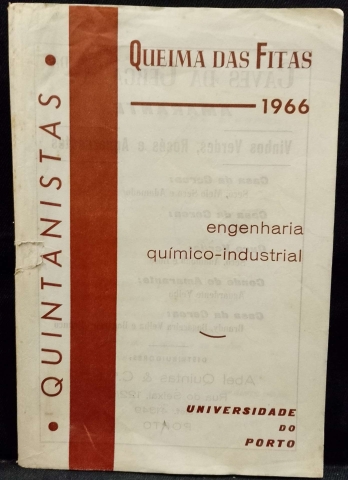 QUEIMA DAS FITAS
1966
• QUINTANISTAS •
engenharia
químico-industrial
UNIVERSIDADE
DO
PORTO